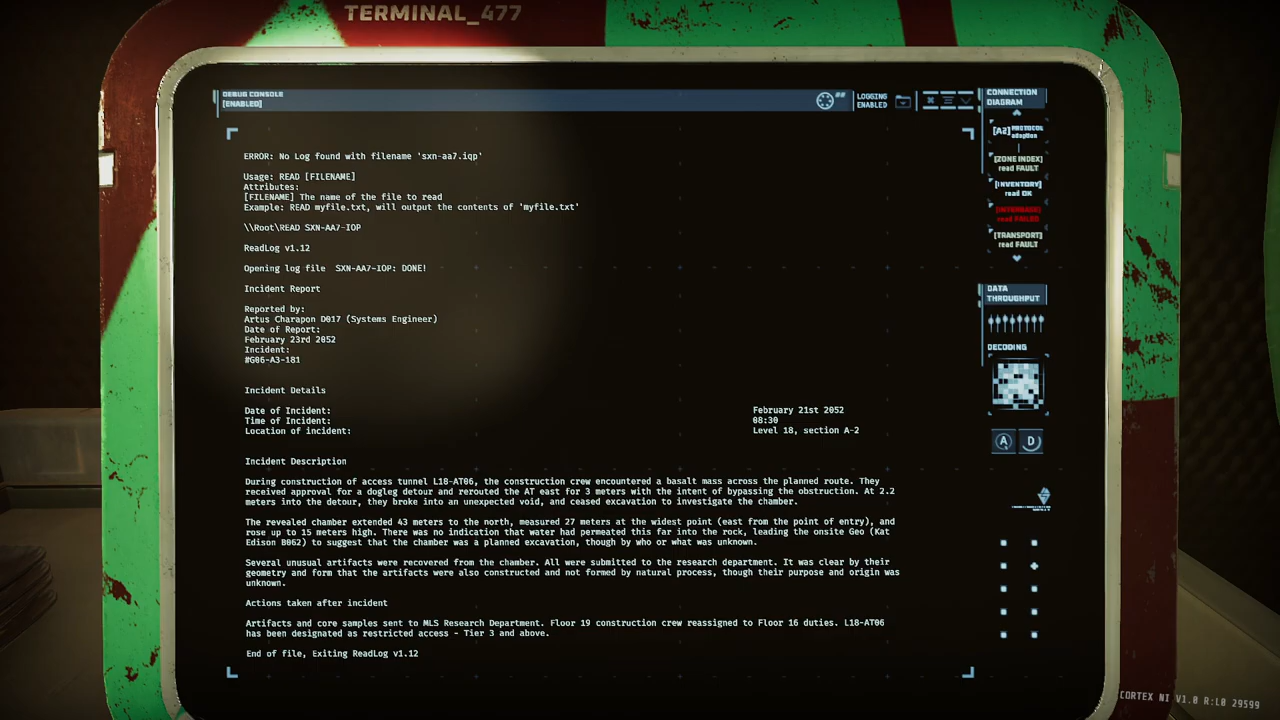 TERMINAL_477
DEBUG CONSOLE
[ENABLED]
LOGGING
ENABLED
CONNECTION
DIAGRAM
[A2] PROTOCOL
adaption
[ZONE INDEX]
read FAULT
[INVENTORY]
read OK
read FAILED
[TRANSPORT]
read FAULT
DATA
THROUGHPUT
DECODING
A D
ERROR: No Log found with filename 'sxn-aa7.iqp'
Usage: READ [FILENAME]
Attributes:
[FILENAME] The name of the file to read
Example: READ myfile.txt, will output the contents of 'myfile.txt'
\\Root\READ SXN-AA7-IOP
ReadLog v1.12
Opening log file  SXN-AA7-IOP: DONE!
Incident Report
Reported by:
Artus Charapon D017 (Systems Engineer)
Date of Report:
February 23rd 2052
Incident:
#G06-A3-181
Incident Details
Date of Incident: February 21st 2052
Time of Incident: 08:30
Location of incident: Level 18, section A-2
Incident Description
During construction of access tunnel L18-AT06, the construction crew encountered a basalt mass across the planned route. They
received approval for a dogleg detour and rerouted the AT east for 3 meters with the intent of bypassing the obstruction. At 2.2
meters into the detour, they broke into an unexpected void, and ceased excavation to investigate the chamber.
The revealed chamber extended 43 meters to the north, measured 27 meters at the widest point (east from the point of entry), and
rose up to 15 meters high. There was no indication that water had permeated this far into the rock, leading the onsite Geo (Kat
Edison B062) to suggest that the chamber was a planned excavation, though by who or what was unknown.
Several unusual artifacts were recovered from the chamber. All were submitted to the research department. It was clear by their
geometry and form that the artifacts were also constructed and not formed by natural process, though their purpose and origin was
unknown.
Actions taken after incident
Artifacts and core samples sent to MLS Research Department. Floor 19 construction crew reassigned to Floor 16 duties. L18-AT06
has been designated as restricted access - Tier 3 and above.
End of file, Exiting ReadLog v1.12
CORTEX NI V1.0 R:L0 29599